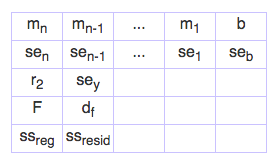 mn mn-1 ... m1 b
sen sen-1 ... se1 seb
r2 sey
F df
ssreg ssresid